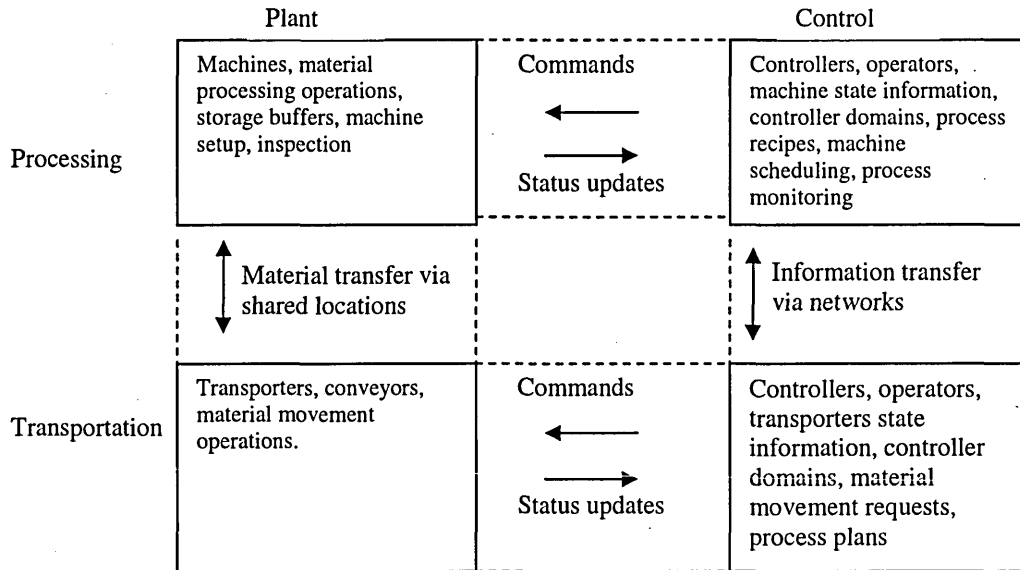 Plant
Control
Machines, material
processing operations,
storage buffers, machine
setup, inspection
Commands
Status updates
Controllers, operators,
machine state information,
controller domains, process
recipes, machine
scheduling, process
monitoring
Processing
Material transfer via
shared locations
Information transfer
via networks
Transportation
Transporters, conveyors,
material movement
operations.
Commands
Status updates
Controllers, operators,
transporters state
information, controller
domains, material
movement requests,
process plans